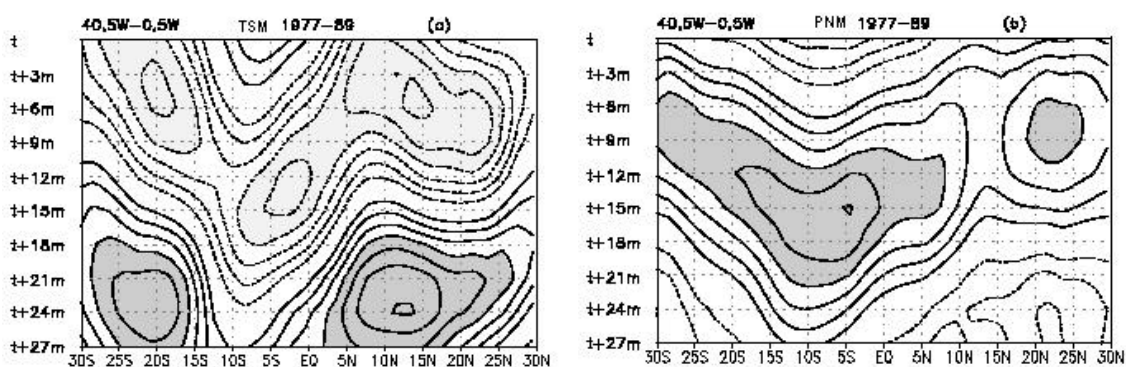 40.5W-0.5W TSM 1977-89 (a)
t
t+3m
t+6m
t+9m
t+12m
t+15m
t+18m
t+21m
t+24m
t+27m
30S 25S 20S 15S 10S 5S EQ 5N 10N 15N 20N 25N 30N
40.5W-0.5W PNM 1977-89 (b)
t
t+3m
t+6m
t+9m
t+12m
t+15m
t+18m
t+21m
t+24m
t+27m
30S 25S 20S 15S 10S 5S EQ 5N 10N 15N 20N 25N 30N